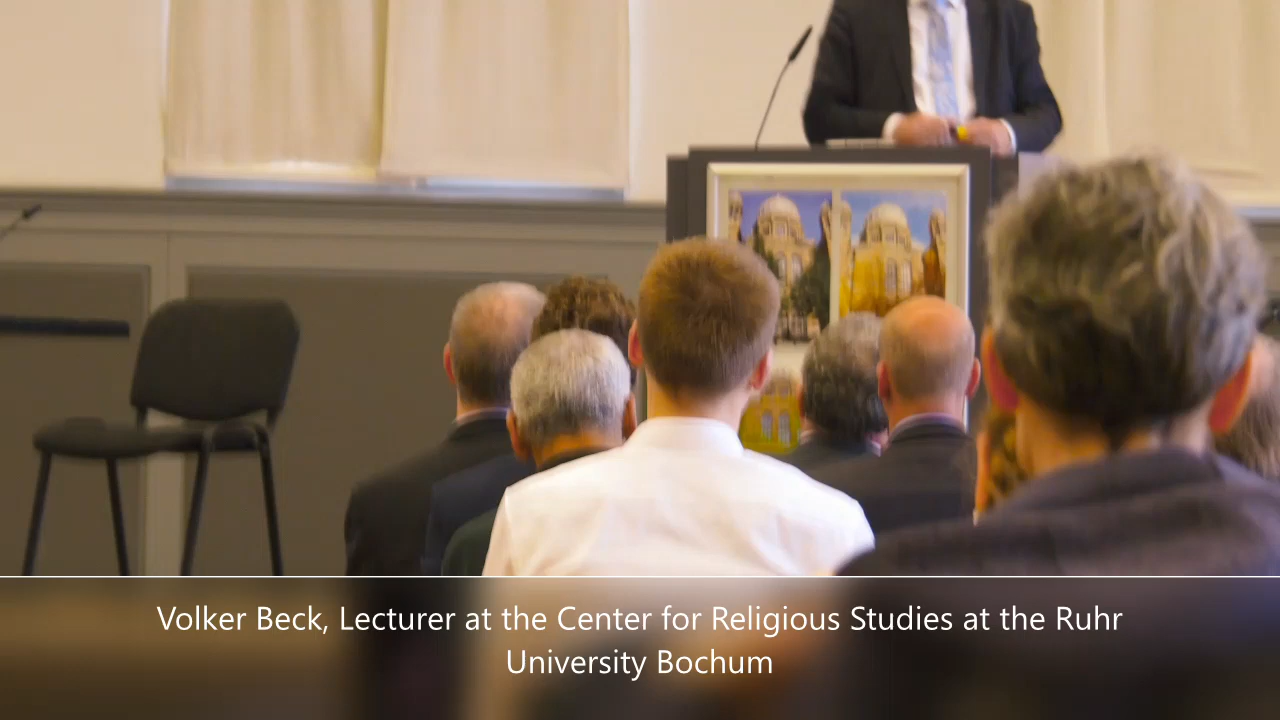 Volker Beck, Lecturer at the Center for Religious Studies at the Ruhr
University Bochum